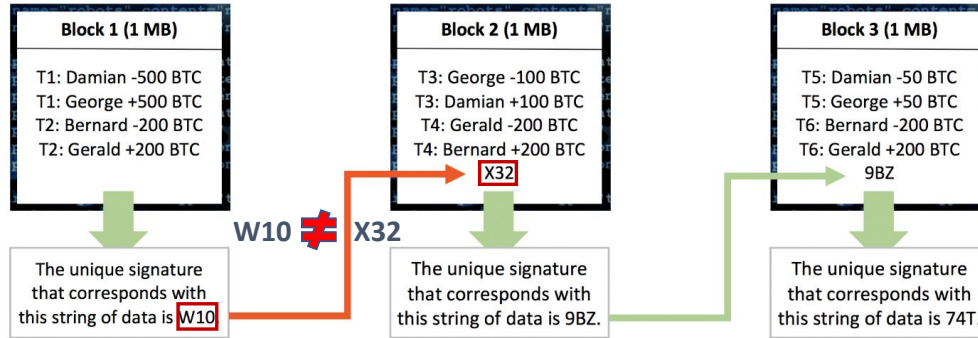 Block 1 (1 MB)
T1: Damian -500 BTC
T1: George +500 BTC
T2: Bernard -200 BTC
T2: Gerald +200 BTC
The unique signature
that corresponds with
this string of data is W10
W10 ≠ X32
Block 2 (1 MB)
T3: George -100 BTC
T3: Damian +100 BTC
T4: Gerald -200 BTC
T4: Bernard +200 BTC
X32
The unique signature
that corresponds with
this string of data is 9BZ.
Block 3 (1 MB)
T5: Damian -50 BTC
T5: George +50 BTC
T6: Bernard -200 BTC
T6: Gerald +200 BTC
9BZ
The unique signature
that corresponds with
this string of data is 74T.